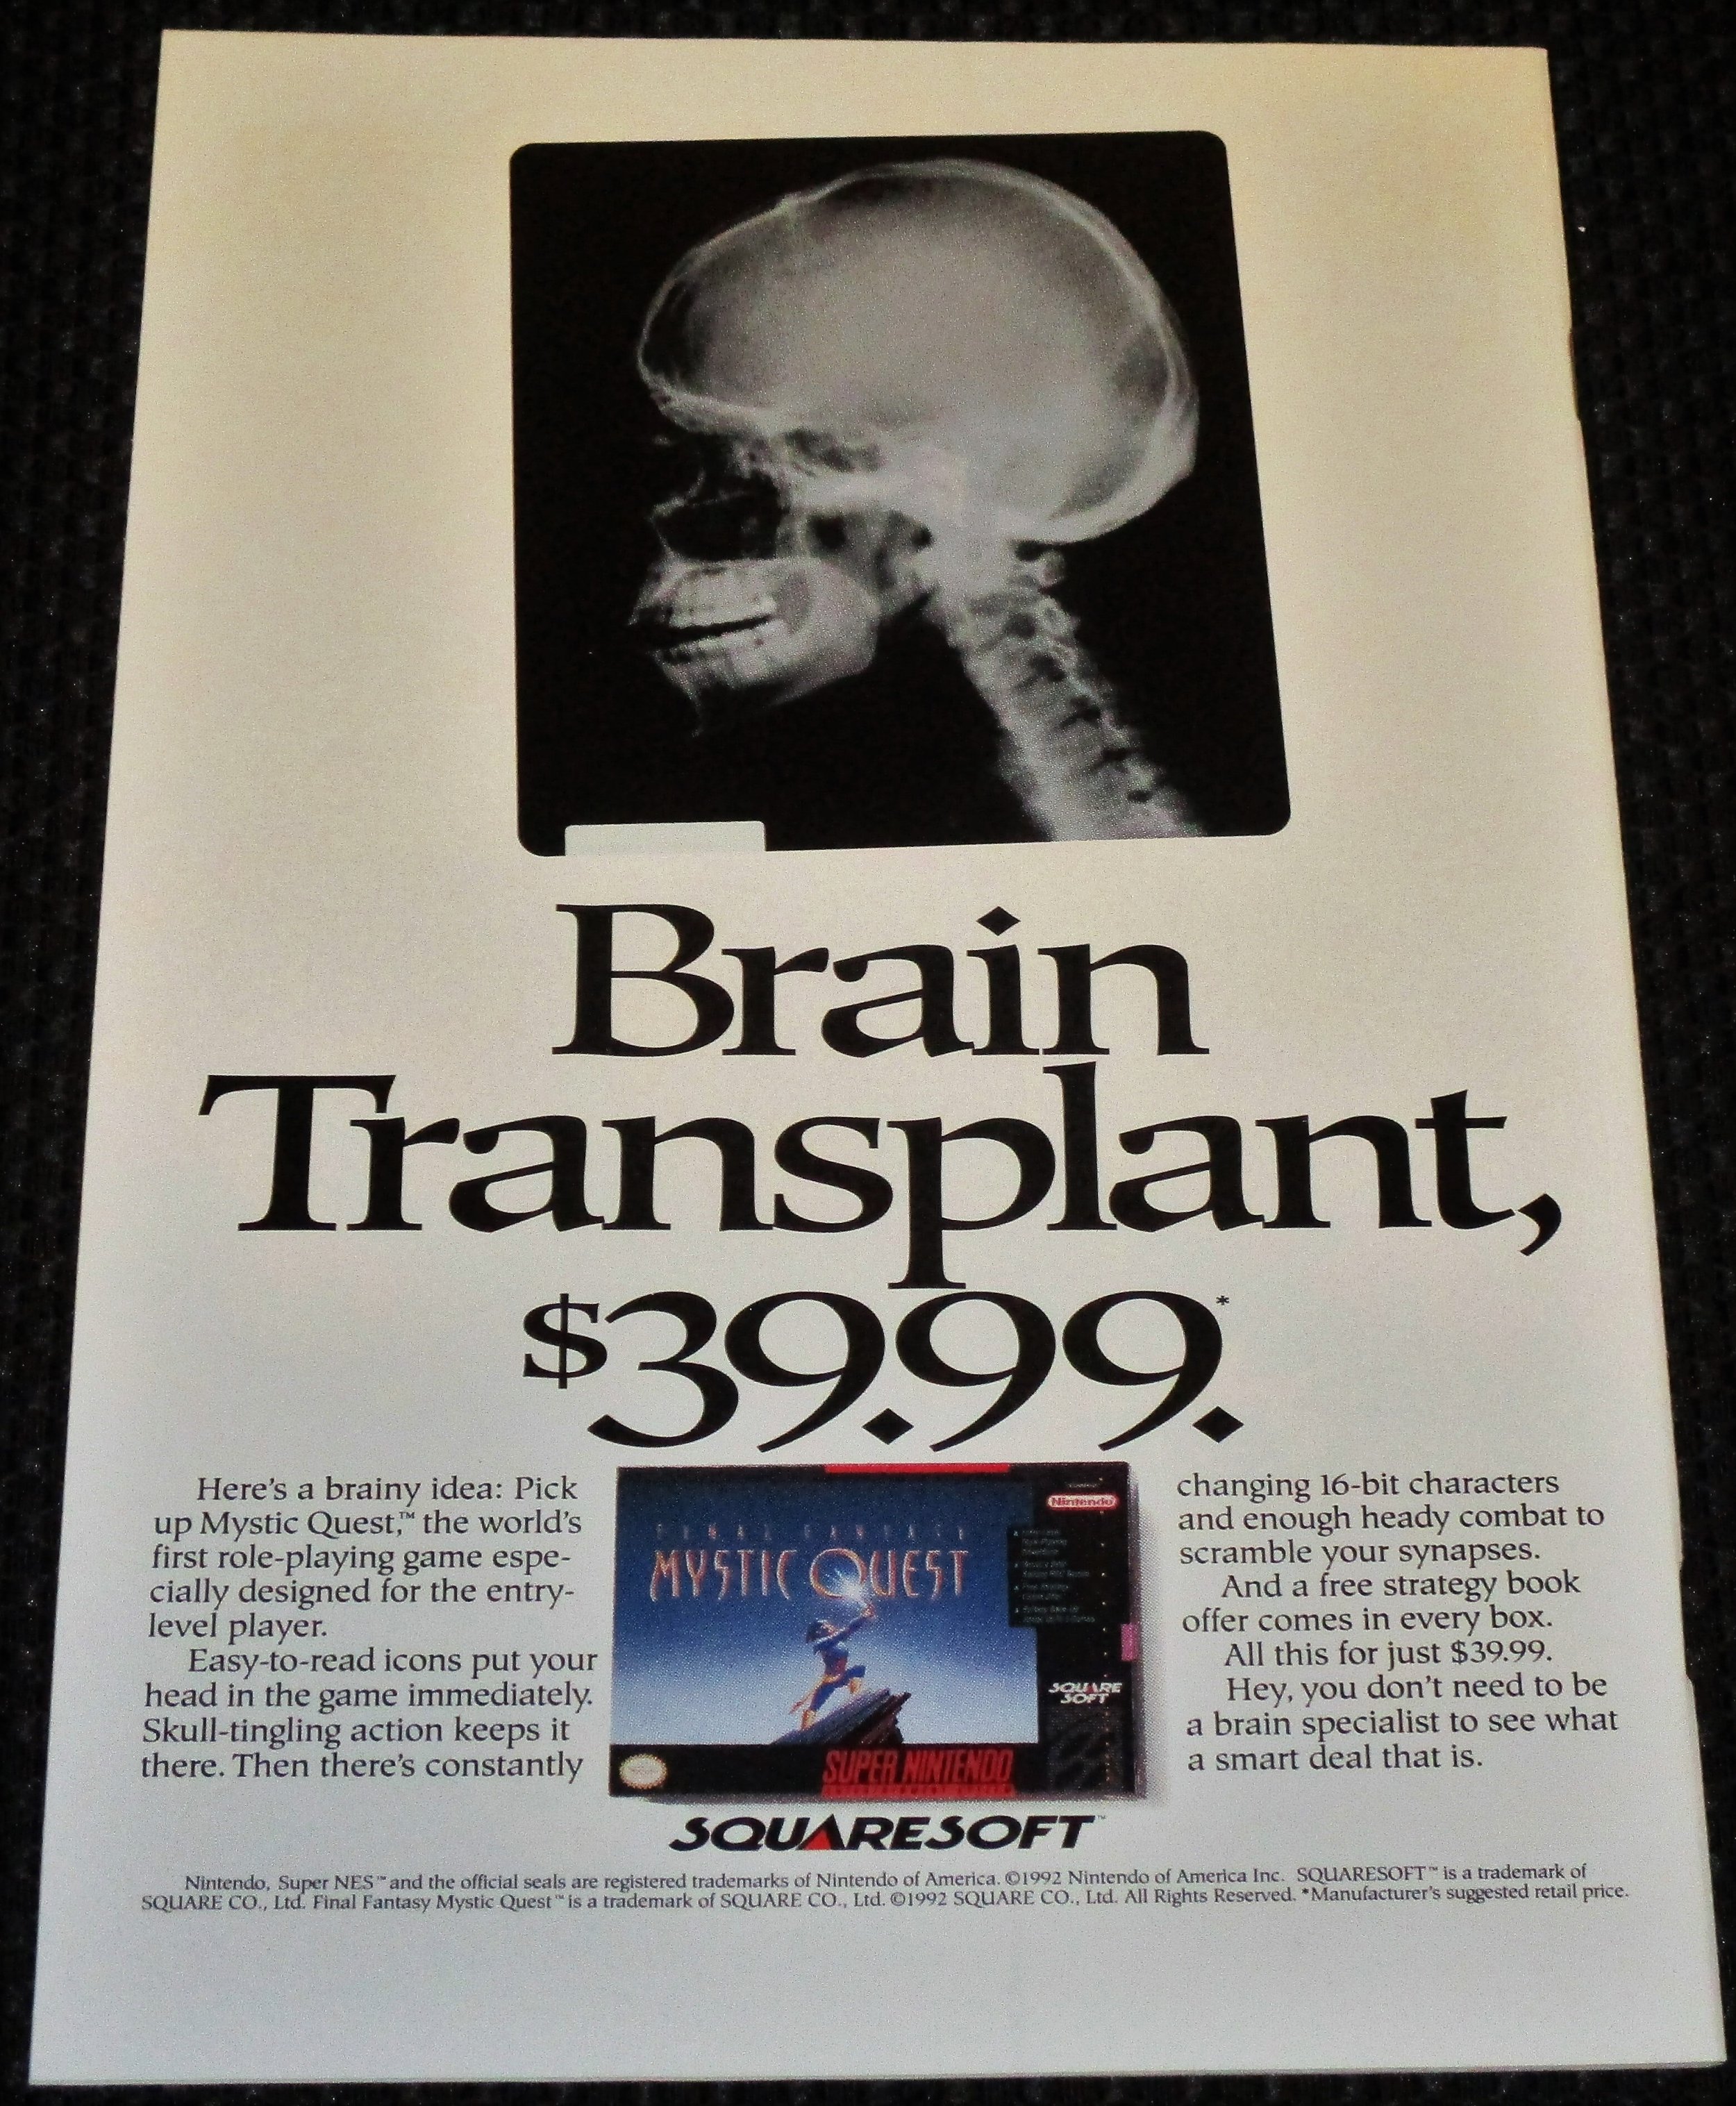 Brain
Transplant,
$39.99.*
Here's a brainy idea: Pick
up Mystic Quest,™ the world's
first role-playing game espe-
cially designed for the entry-
level player.
Easy-to-read icons put your
head in the game immediately.
Skull-tingling action keeps it
there. Then there's constantly
FINAL FANTASY
MYSTIC QUEST
Nintendo
SQUARE
SOFT
SUPER NINTENDO
changing 16-bit characters
and enough heady combat to
scramble your synapses.
And a free strategy book
offer comes in every box.
All this for just $39.99.
Hey, you don't need to be
a brain specialist to see what
a smart deal that is.
SQUARESOFT™
Nintendo, Super NES™ and the official seals are registered trademarks of Nintendo of America. ©1992 Nintendo of America Inc. SQUARESOFT™ is a trademark of
SQUARE CO., Ltd. Final Fantasy Mystic Quest™ is a trademark of SQUARE CO., Ltd. ©1992 SQUARE CO., Ltd. All Rights Reserved. *Manufacturer's suggested retail price.